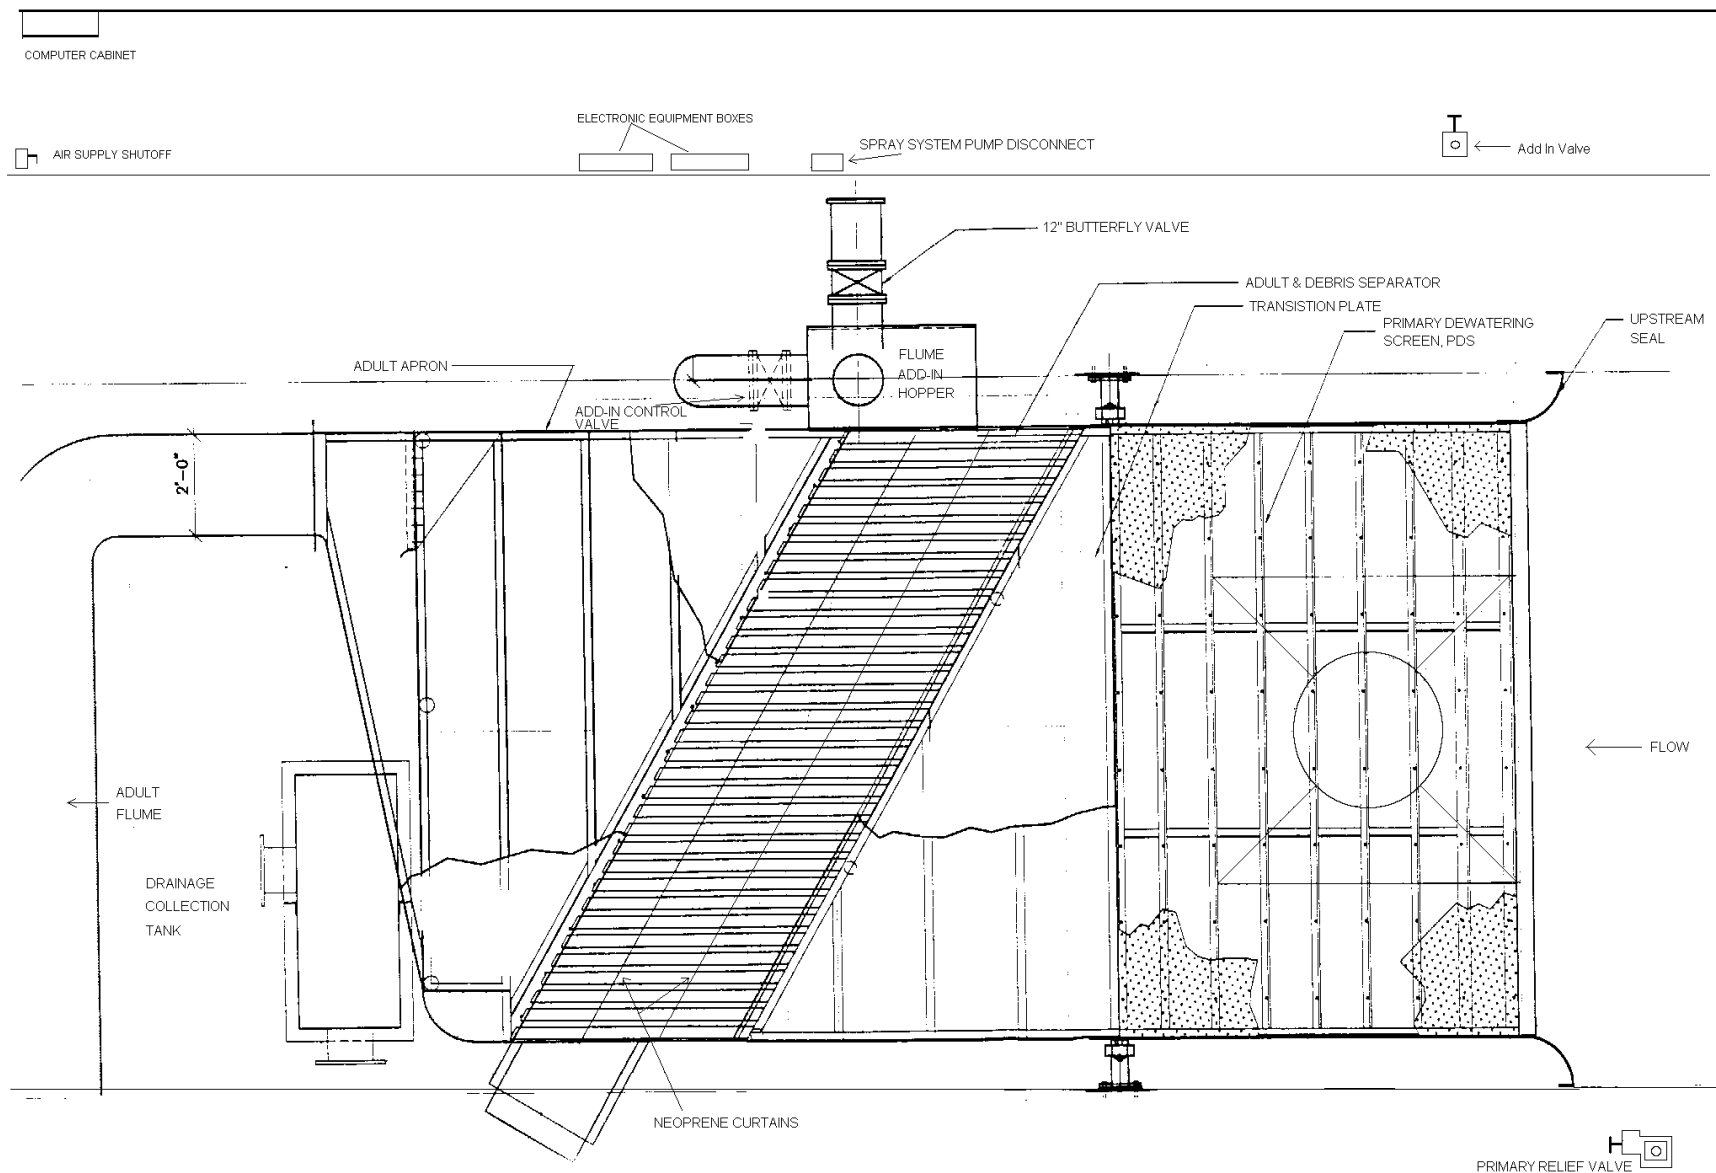 COMPUTER CABINET
ELECTRONIC EQUIPMENT BOXES
AIR SUPPLY SHUTOFF
SPRAY SYSTEM PUMP DISCONNECT
Add In Valve
12" BUTTERFLY VALVE
ADULT & DEBRIS SEPARATOR
TRANSISTION PLATE
PRIMARY DEWATERING
SCREEN, PDS
UPSTREAM
SEAL
FLUME
ADD-IN
HOPPER
ADULT APRON
ADD-IN CONTROL
VALVE
2'-0"
FLOW
ADULT
FLUME
DRAINAGE
COLLECTION
TANK
NEOPRENE CURTAINS
PRIMARY RELIEF VALVE